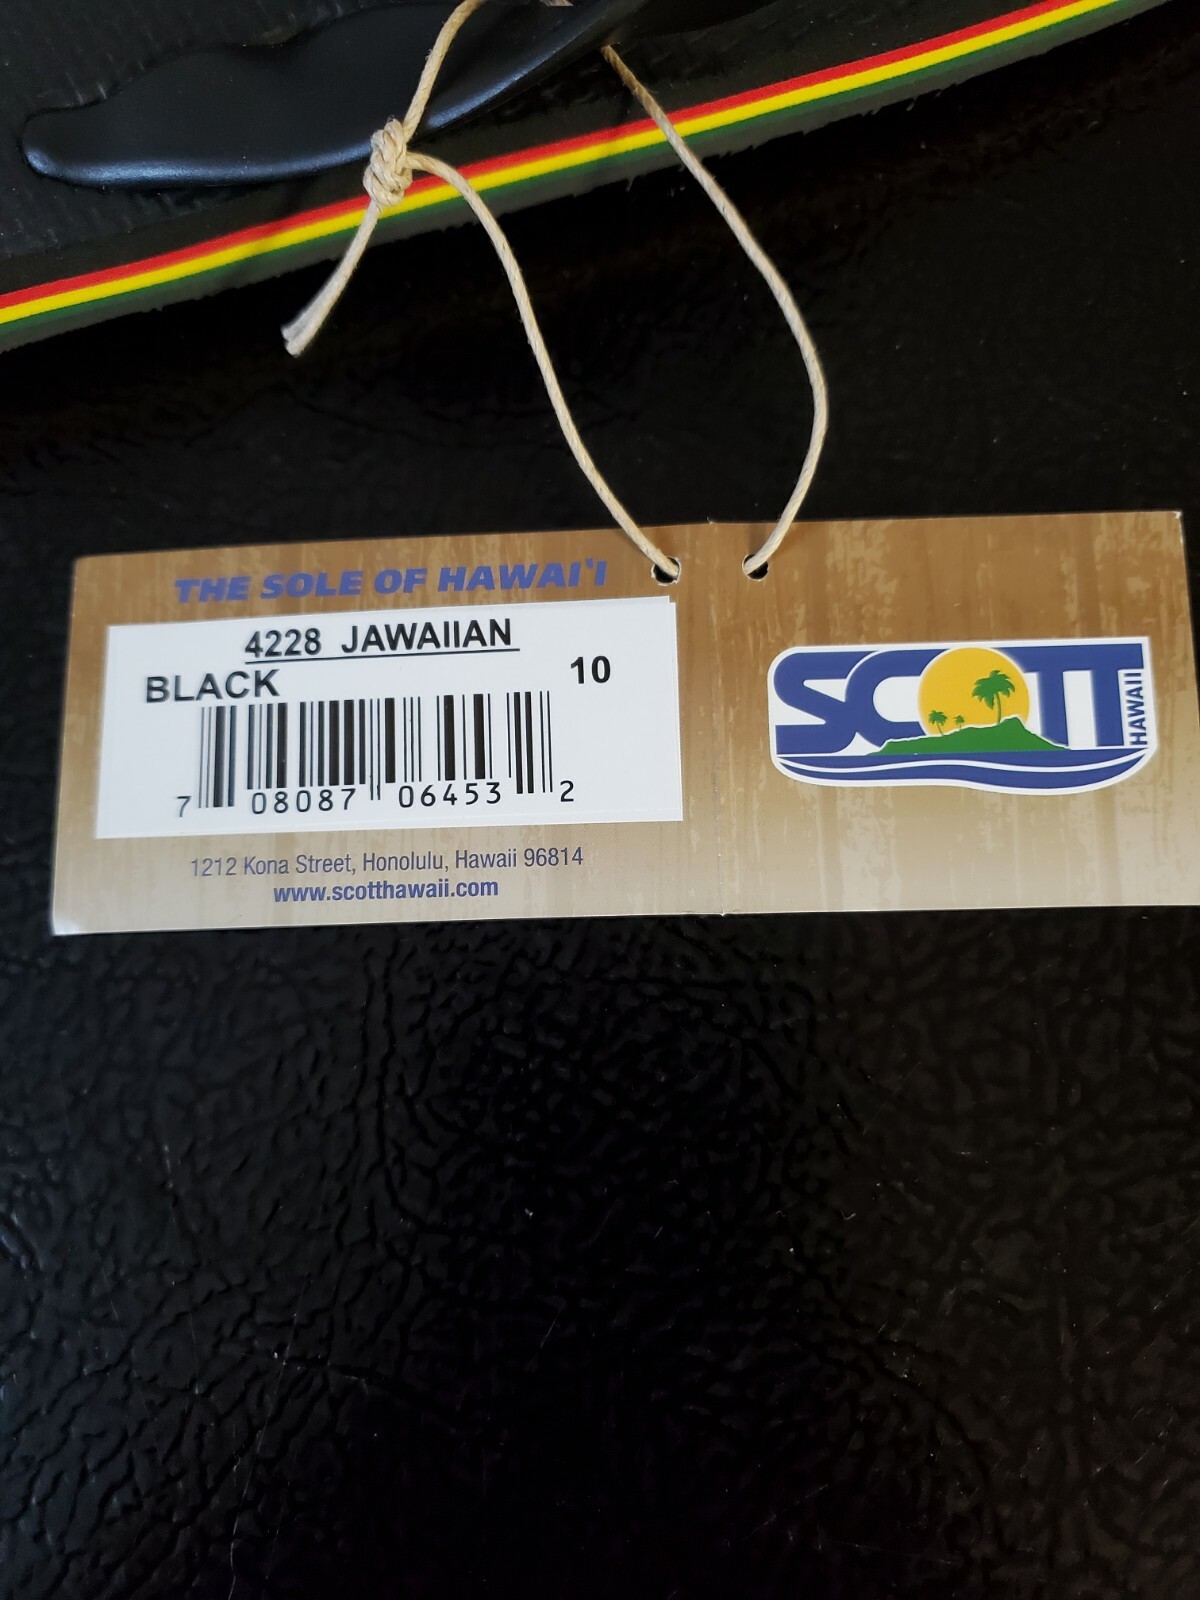 THE SOLE OF HAWAI'I
4228 JAWAIIAN
BLACK 10
7 08087 06453 2
1212 Kona Street, Honolulu, Hawaii 96814
www.scotthawaii.com
SCOTT
HAWAII